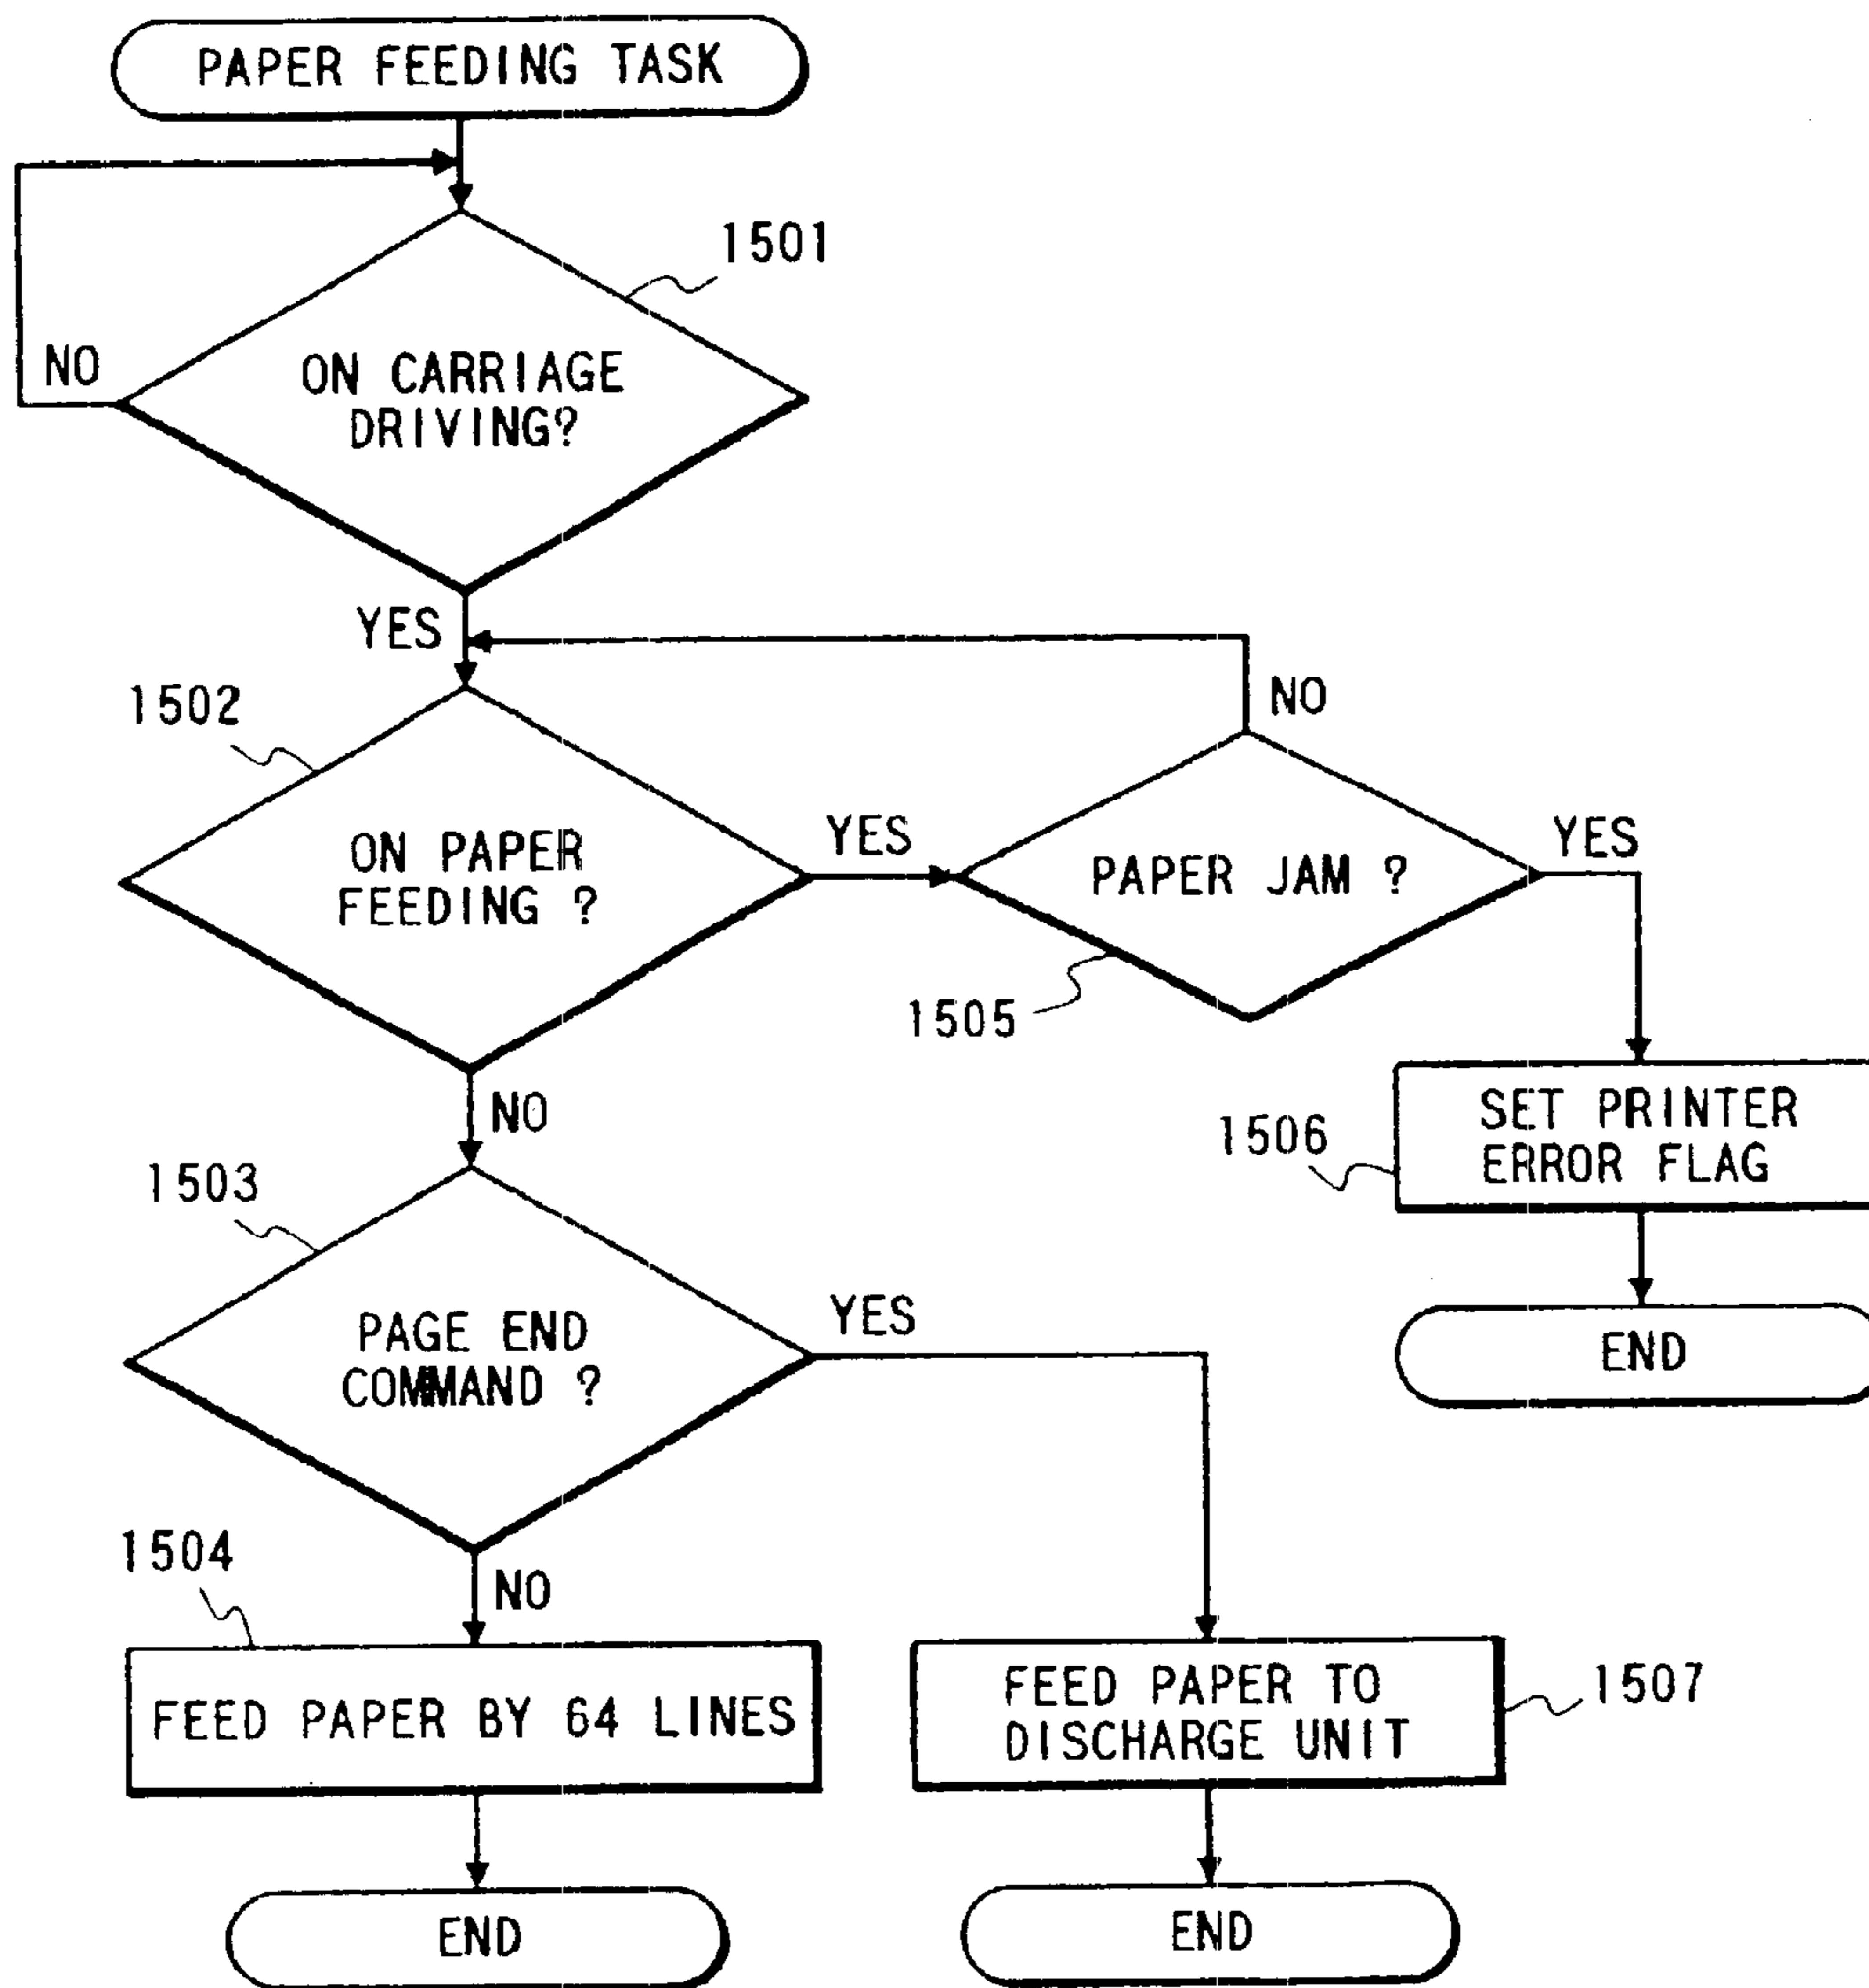 PAPER FEEDING TASK
1501
NO
ON CARRIAGE
DRIVING?
YES
NO
1502
ON PAPER
FEEDING ?
YES
PAPER JAM ?
YES
1505
NO
SET PRINTER
ERROR FLAG
1506
1503
PAGE END
COMMAND ?
YES
END
1504
NO
FEED PAPER BY 64 LINES
FEED PAPER TO
DISCHARGE UNIT
1507
END
END